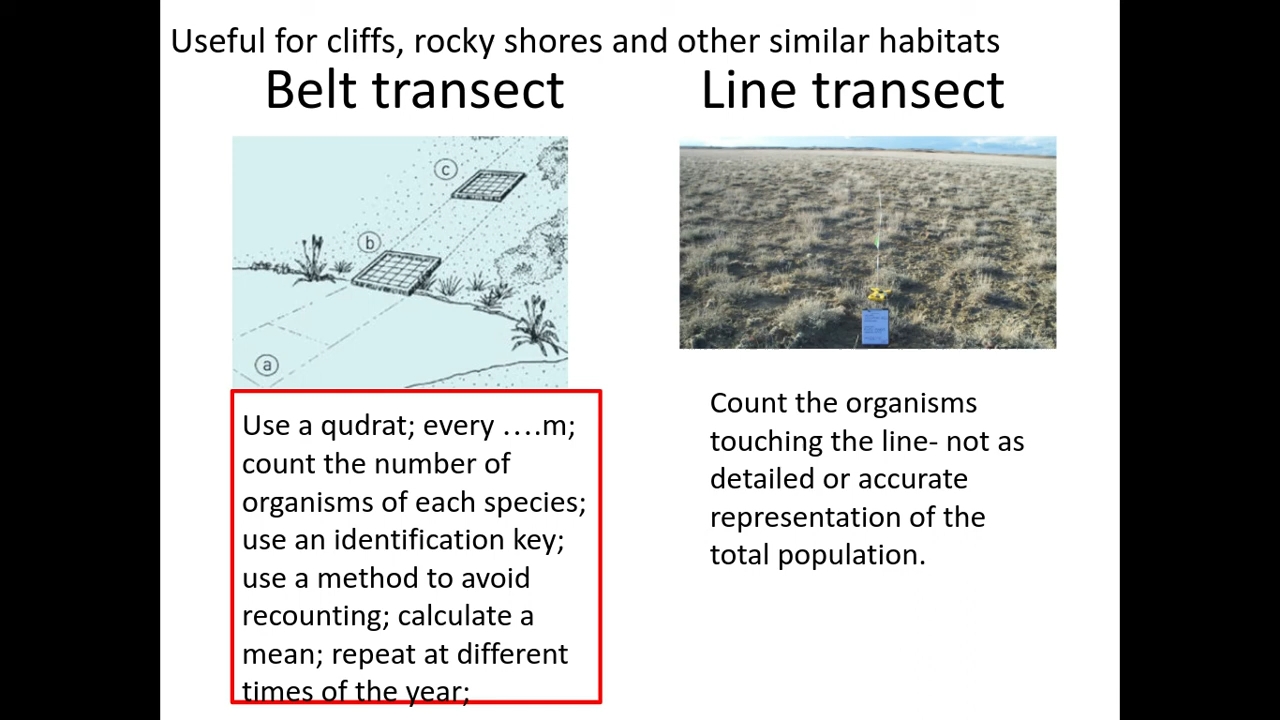 Useful for cliffs, rocky shores and other similar habitats
Belt transect
Line transect
c
b
a
Use a qudrat; every ….m;
count the number of
organisms of each species;
use an identification key;
use a method to avoid
recounting; calculate a
mean; repeat at different
times of the year;
Count the organisms
touching the line- not as
detailed or accurate
representation of the
total population.